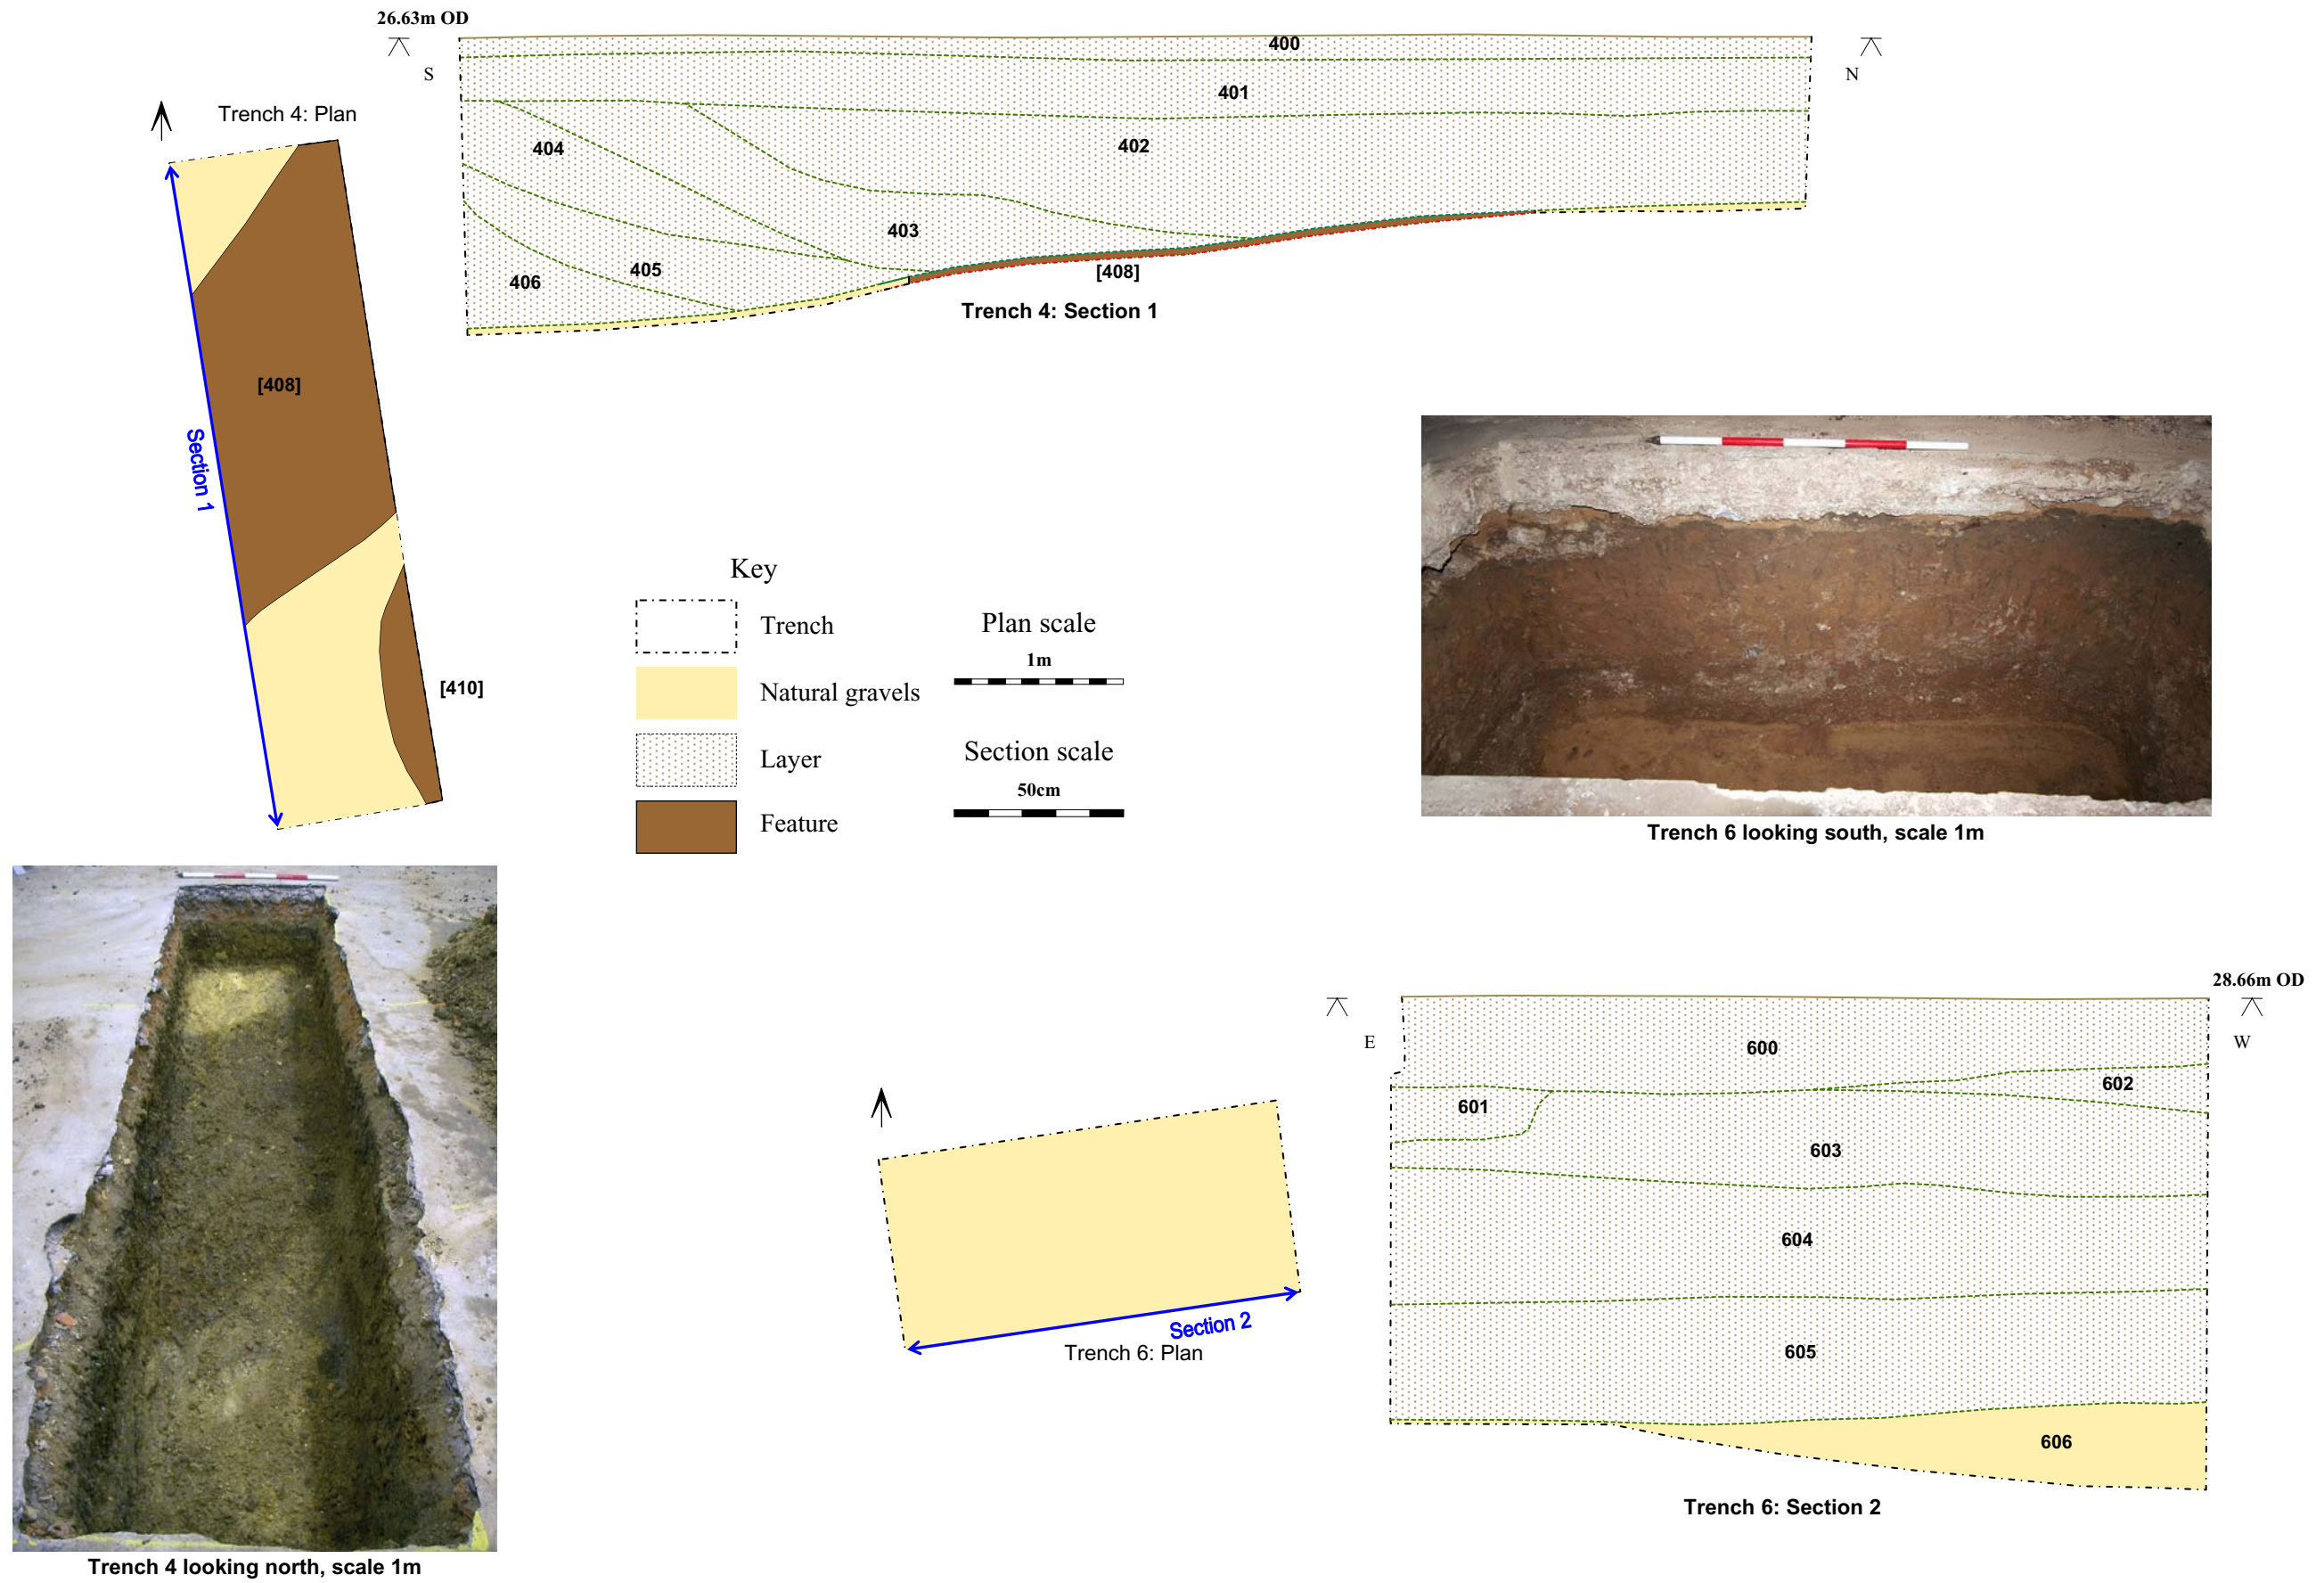 26.63m OD
S
N
400
401
402
403
404
405
406
[408]
Trench 4: Section 1
Trench 4: Plan
[408]
Section 1
[410]
Key
Trench
Natural gravels
Layer
Feature
Plan scale
1m
Section scale
50cm
Trench 6 looking south, scale 1m
Trench 4 looking north, scale 1m
Section 2
Trench 6: Plan
28.66m OD
E
W
600
601
602
603
604
605
606
Trench 6: Section 2